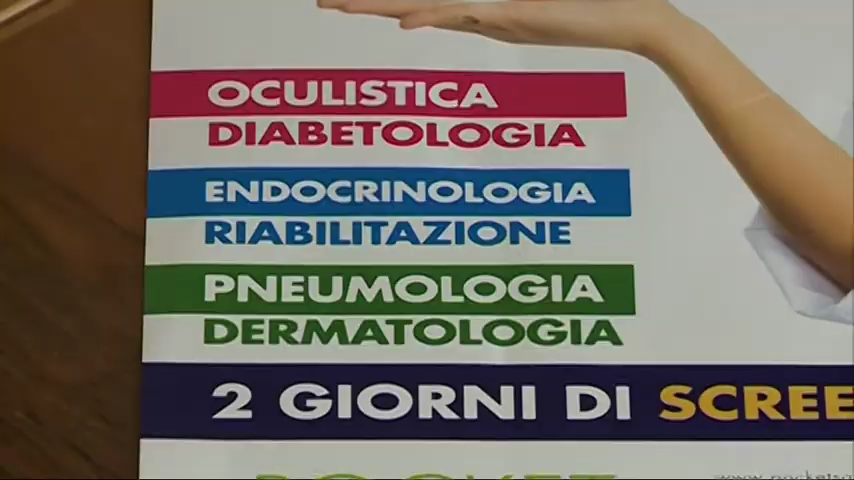 OCULISTICA
DIABETOLOGIA
ENDOCRINOLOGIA
RIABILITAZIONE
PNEUMOLOGIA
DERMATOLOGIA
2 GIORNI DI SCREE